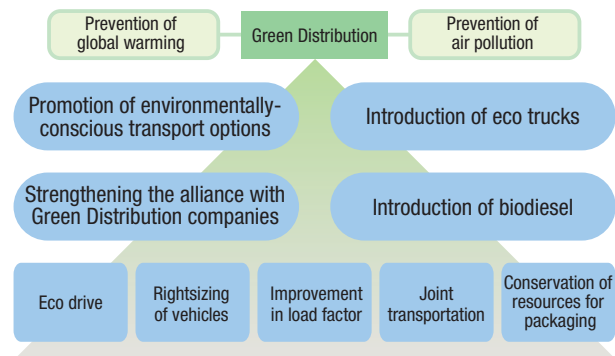 Prevention of
global warming
Green Distribution
Prevention of
air pollution
Promotion of environmentally-
conscious transport options
Introduction of eco trucks
Strengthening the alliance with
Green Distribution companies
Introduction of biodiesel
Eco drive
Rightsizing
of vehicles
Improvement
in load factor
Joint
transportation
Conservation of
resources for
packaging